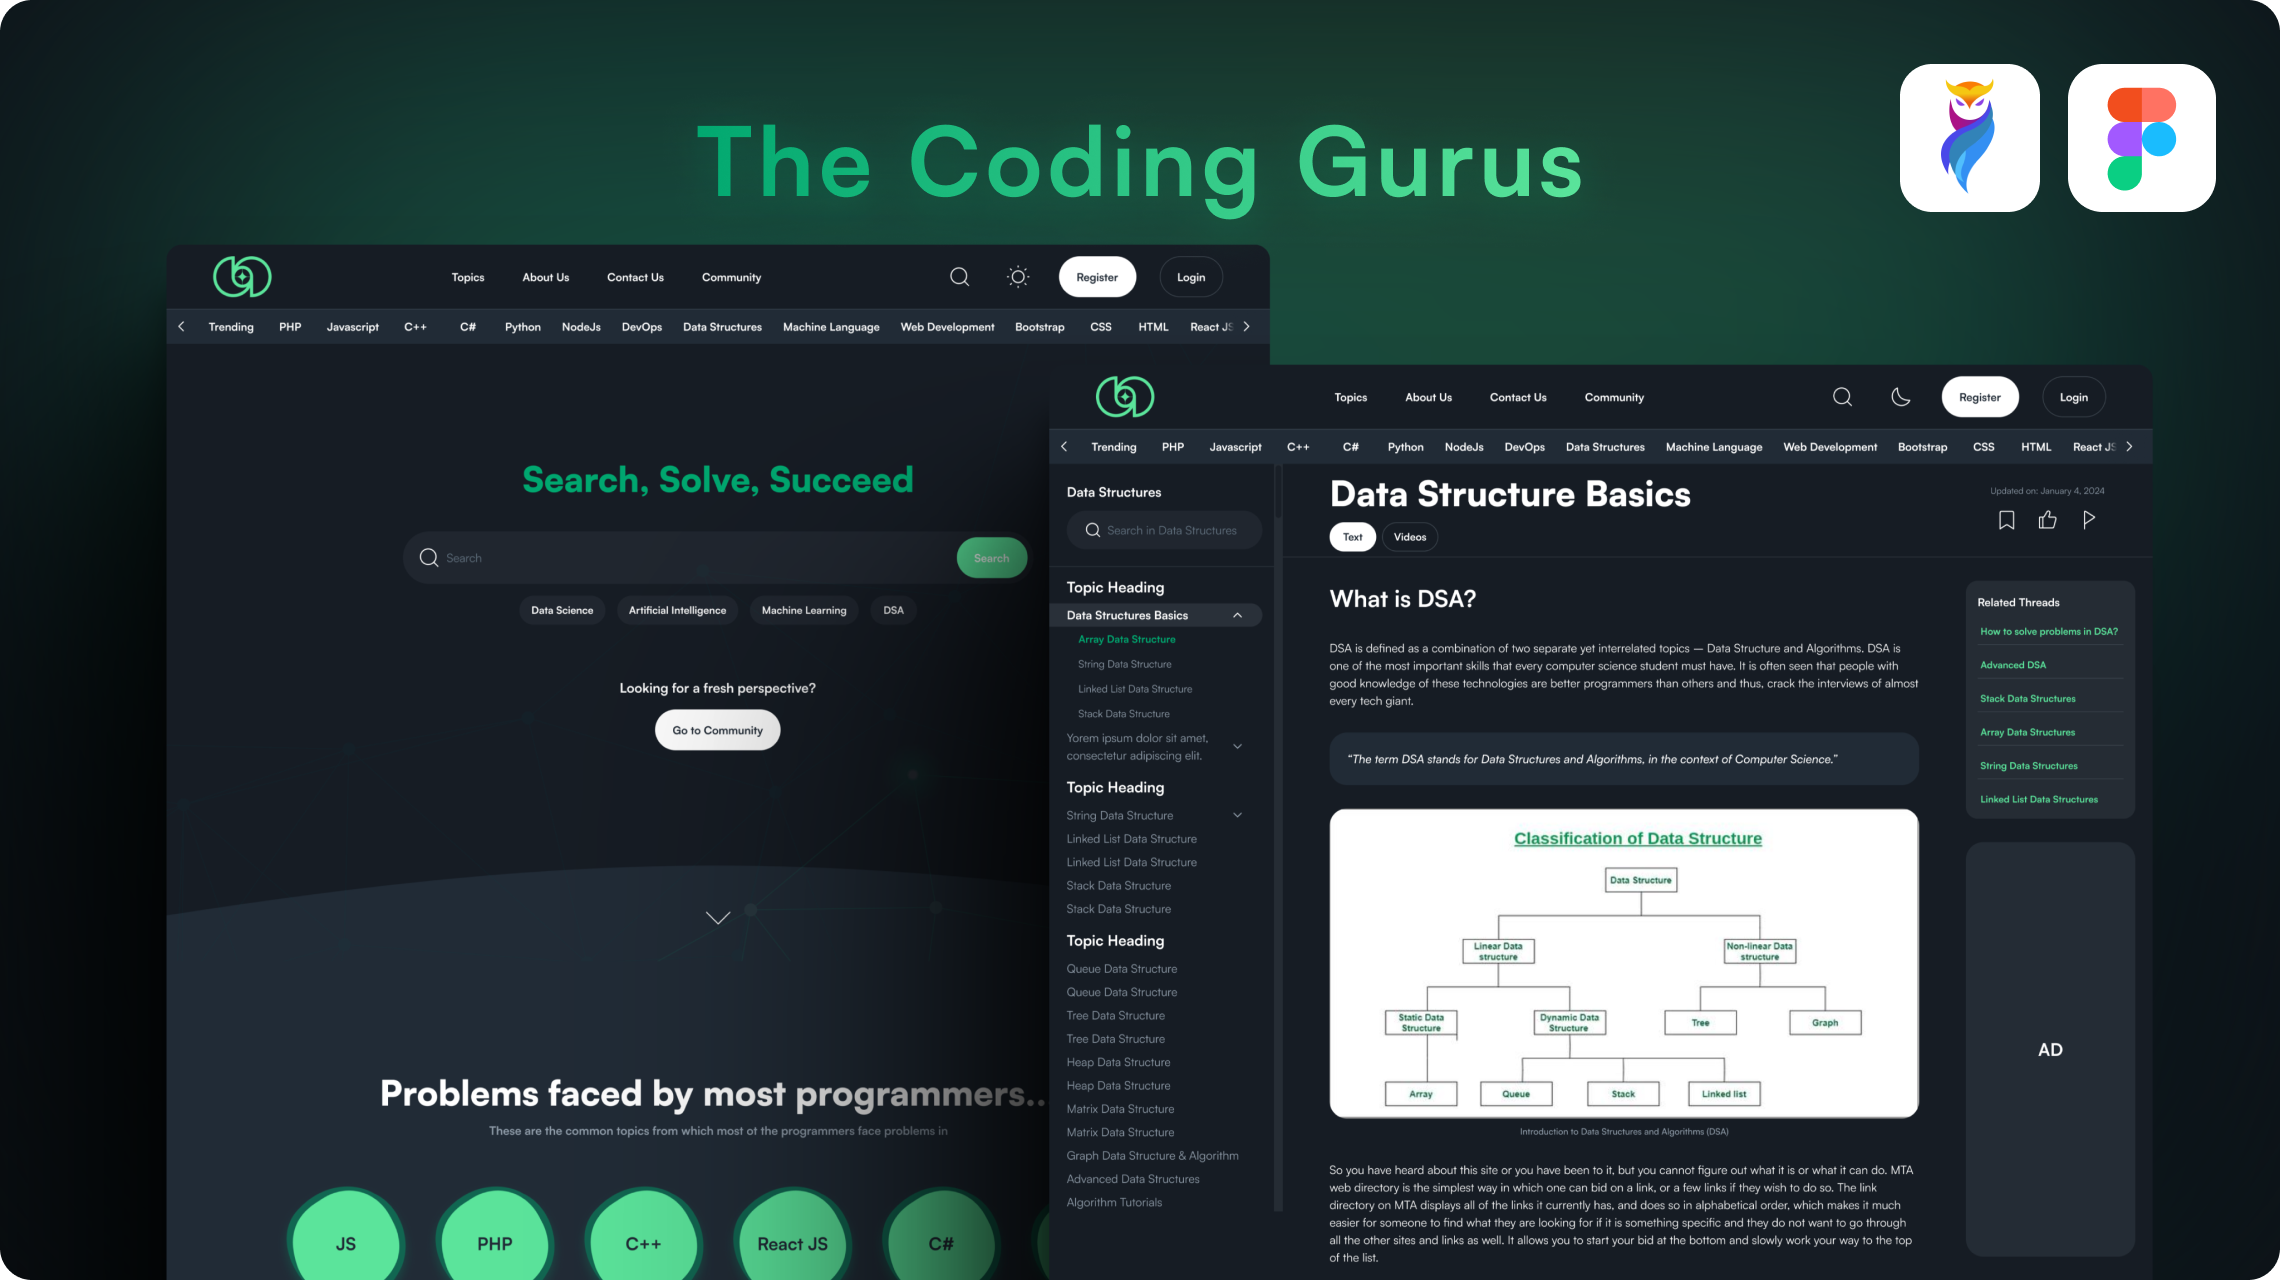 The Coding Gurus
Topics About Us Contact Us Community Register Login
Trending PHP Javascript C++ C# Python NodeJs DevOps Data Structures Machine Language Web Development Bootstrap CSS HTML React JS
Search, Solve, Succeed
Search Search
Data Science Artificial Intelligence Machine Learning DSA
Looking for a fresh perspective?
Go to Community
Problems faced by most programmers...
These are the common topics from which most ot the programmers face problems in
JS PHP C++ React JS C#
Topics About Us Contact Us Community Register Login
Trending PHP Javascript C++ C# Python NodeJs DevOps Data Structures Machine Language Web Development Bootstrap CSS HTML React JS
Data Structures
Search in Data Structures
Topic Heading
Data Structures Basics
Array Data Structure
String Data Structure
Linked List Data Structure
Stack Data Structure
Yorem ipsum dolor sit amet,
consectetur adipiscing elit.
Topic Heading
String Data Structure
Linked List Data Structure
Linked List Data Structure
Stack Data Structure
Stack Data Structure
Topic Heading
Queue Data Structure
Queue Data Structure
Tree Data Structure
Tree Data Structure
Heap Data Structure
Heap Data Structure
Matrix Data Structure
Matrix Data Structure
Graph Data Structure & Algorithm
Advanced Data Structures
Algorithm Tutorials
Data Structure Basics
Updated on: January 4, 2024
Text Videos
What is DSA?
DSA is defined as a combination of two separate yet interrelated topics – Data Structure and Algorithms. DSA is
one of the most important skills that every computer science student must have. It is often seen that people with
good knowledge of these technologies are better programmers than others and thus, crack the interviews of almost
every tech giant.
“The term DSA stands for Data Structures and Algorithms, in the context of Computer Science.”
Classification of Data Structure
Data Structure
Linear Data
structure
Non-linear Data
structure
Static Data
Structure
Dynamic Data
Structure
Tree
Graph
Array
Queue
Stack
Linked list
Introduction to Data Structures and Algorithms (DSA)
So you have heard about this site or you have been to it, but you cannot figure out what it is or what it can do. MTA
web directory is the simplest way in which one can bid on a link, or a few links if they wish to do so. The link
directory on MTA displays all of the links it currently has, and does so in alphabetical order, which makes it much
easier for someone to find what they are looking for if it is something specific and they do not want to go through
all the other sites and links as well. It allows you to start your bid at the bottom and slowly work your way to the top
of the list.
Related Threads
How to solve problems in DSA?
Advanced DSA
Stack Data Structures
Array Data Structures
String Data Structures
Linked List Data Structures
AD